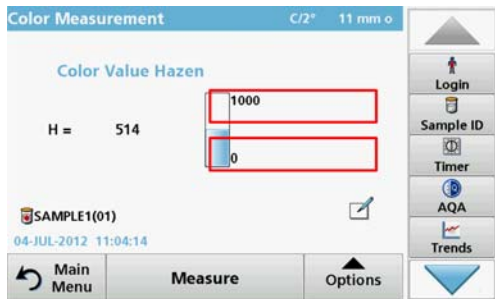 Color Measurement C/2° 11 mm o
Color Value Hazen
1000
H = 514
0
SAMPLE1(01)
04-JUL-2012 11:04:14
Main Menu
Measure
Options
Login
Sample ID
Timer
AQA
Trends